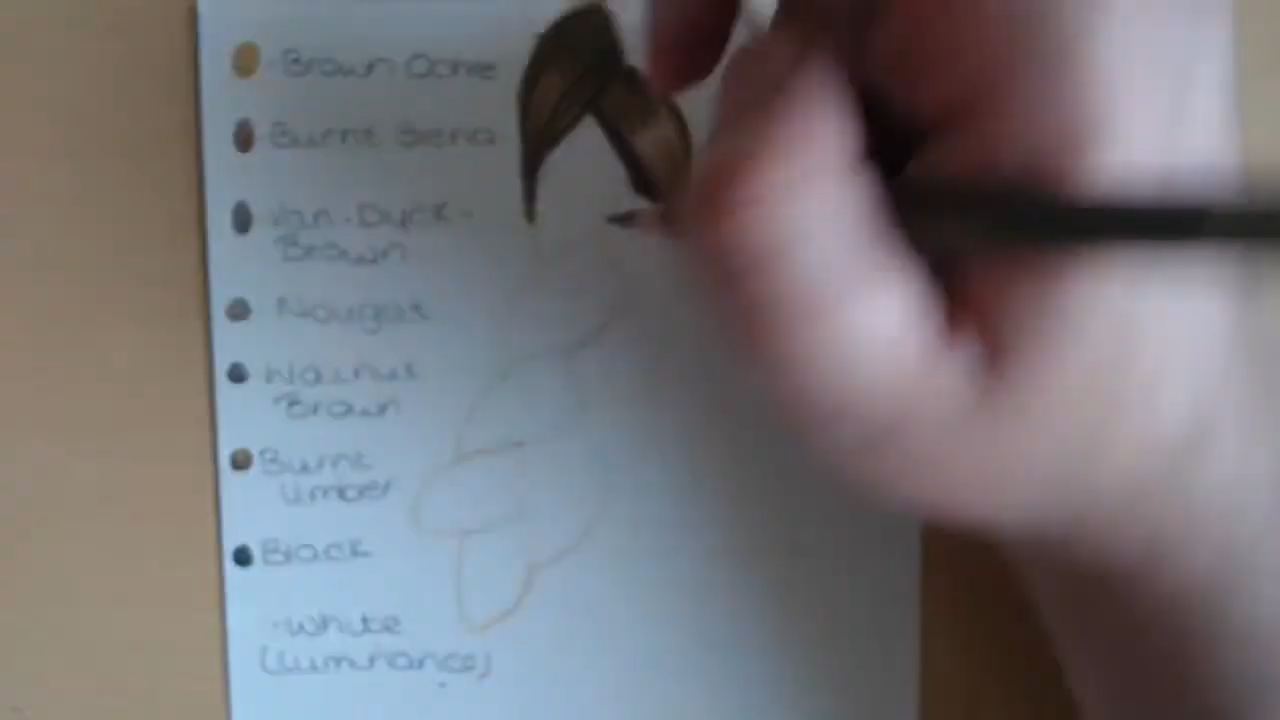 Brown Ochre
Burnt Siena
Van-Dyck-
Brown
Nougat
Walnut
Brown
Burnt
Umber
Black
-White
(Luminance)